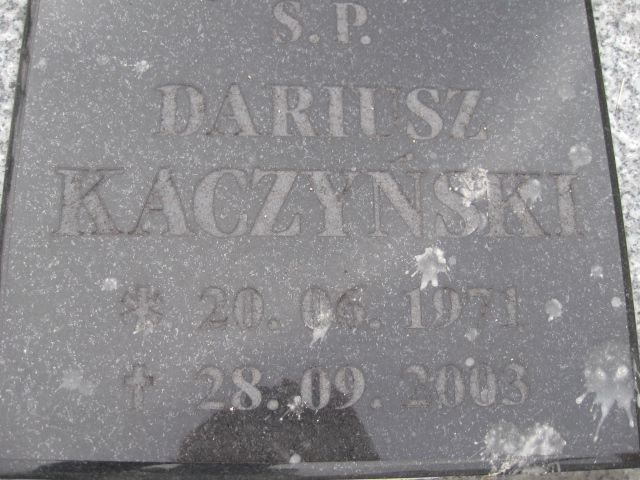 Ś. P.
DARIUSZ
KACZYŃSKI
* 20. 06. 1971
† 28. 09. 2003